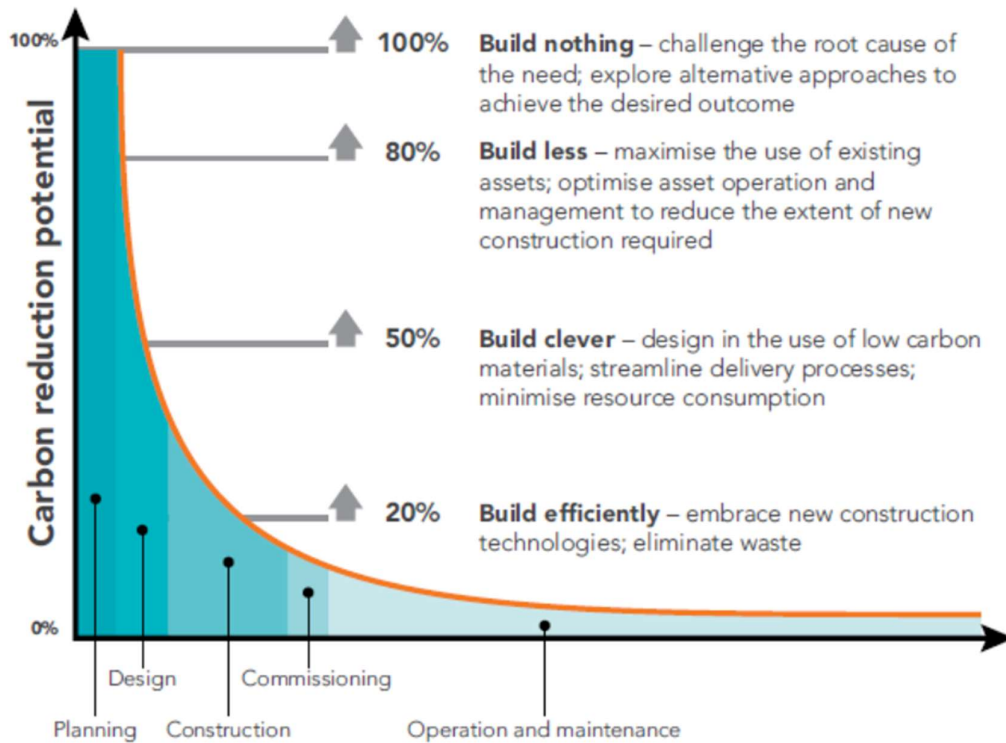 100%
Carbon reduction potential
0%
100%
Build nothing – challenge the root cause of
the need; explore alternative approaches to
achieve the desired outcome
80%
Build less – maximise the use of existing
assets; optimise asset operation and
management to reduce the extent of new
construction required
50%
Build clever – design in the use of low carbon
materials; streamline delivery processes;
minimise resource consumption
20%
Build efficiently – embrace new construction
technologies; eliminate waste
Design
Commissioning
Planning
Construction
Operation and maintenance